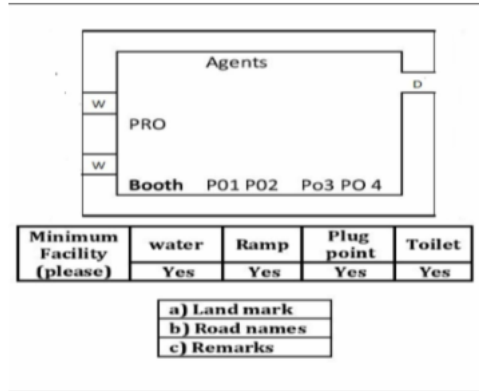 Agents
D
W
PRO
W
Booth P01 P02 Po3 PO 4
Minimum Facility (please) water Ramp Plug point Toilet
Yes Yes Yes Yes
a) Land mark
b) Road names
c) Remarks